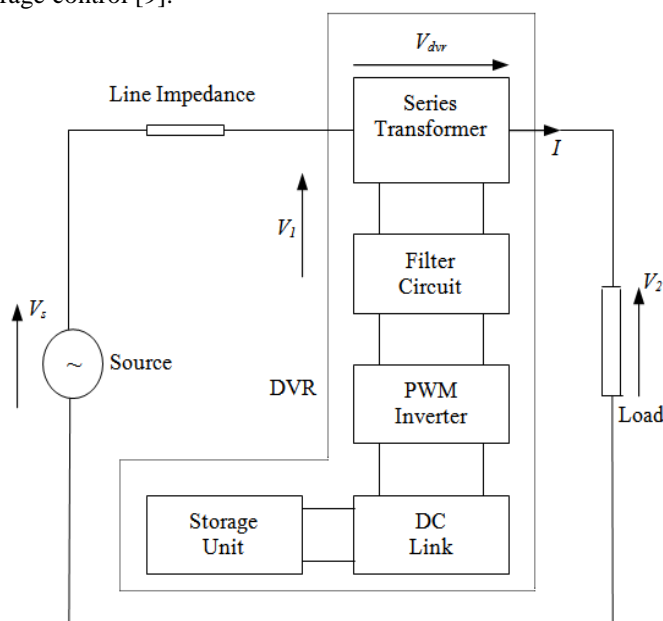 rage control [9].
V_dvr
Line Impedance
Series
Transformer
I
V_1
Filter
Circuit
V_2
V_s
~
Source
DVR
PWM
Inverter
Load
Storage
Unit
DC
Link